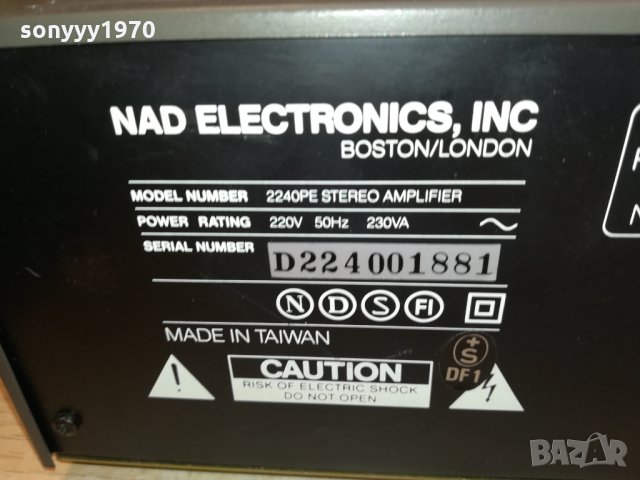 sonyyy1970
NAD ELECTRONICS, INC
BOSTON/LONDON
MODEL NUMBER 2240PE STEREO AMPLIFIER
POWER RATING 220V 50Hz 230VA ~
SERIAL NUMBER D224001881
N D S FI
MADE IN TAIWAN
CAUTION
RISK OF ELECTRIC SHOCK
DO NOT OPEN
+
S
DF1
BAZAR